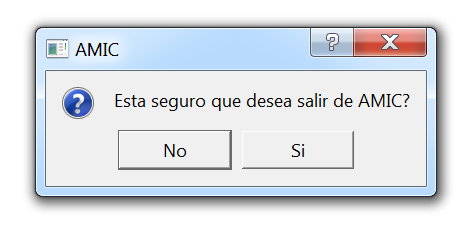 AMIC
Esta seguro que desea salir de AMIC?
No
Si